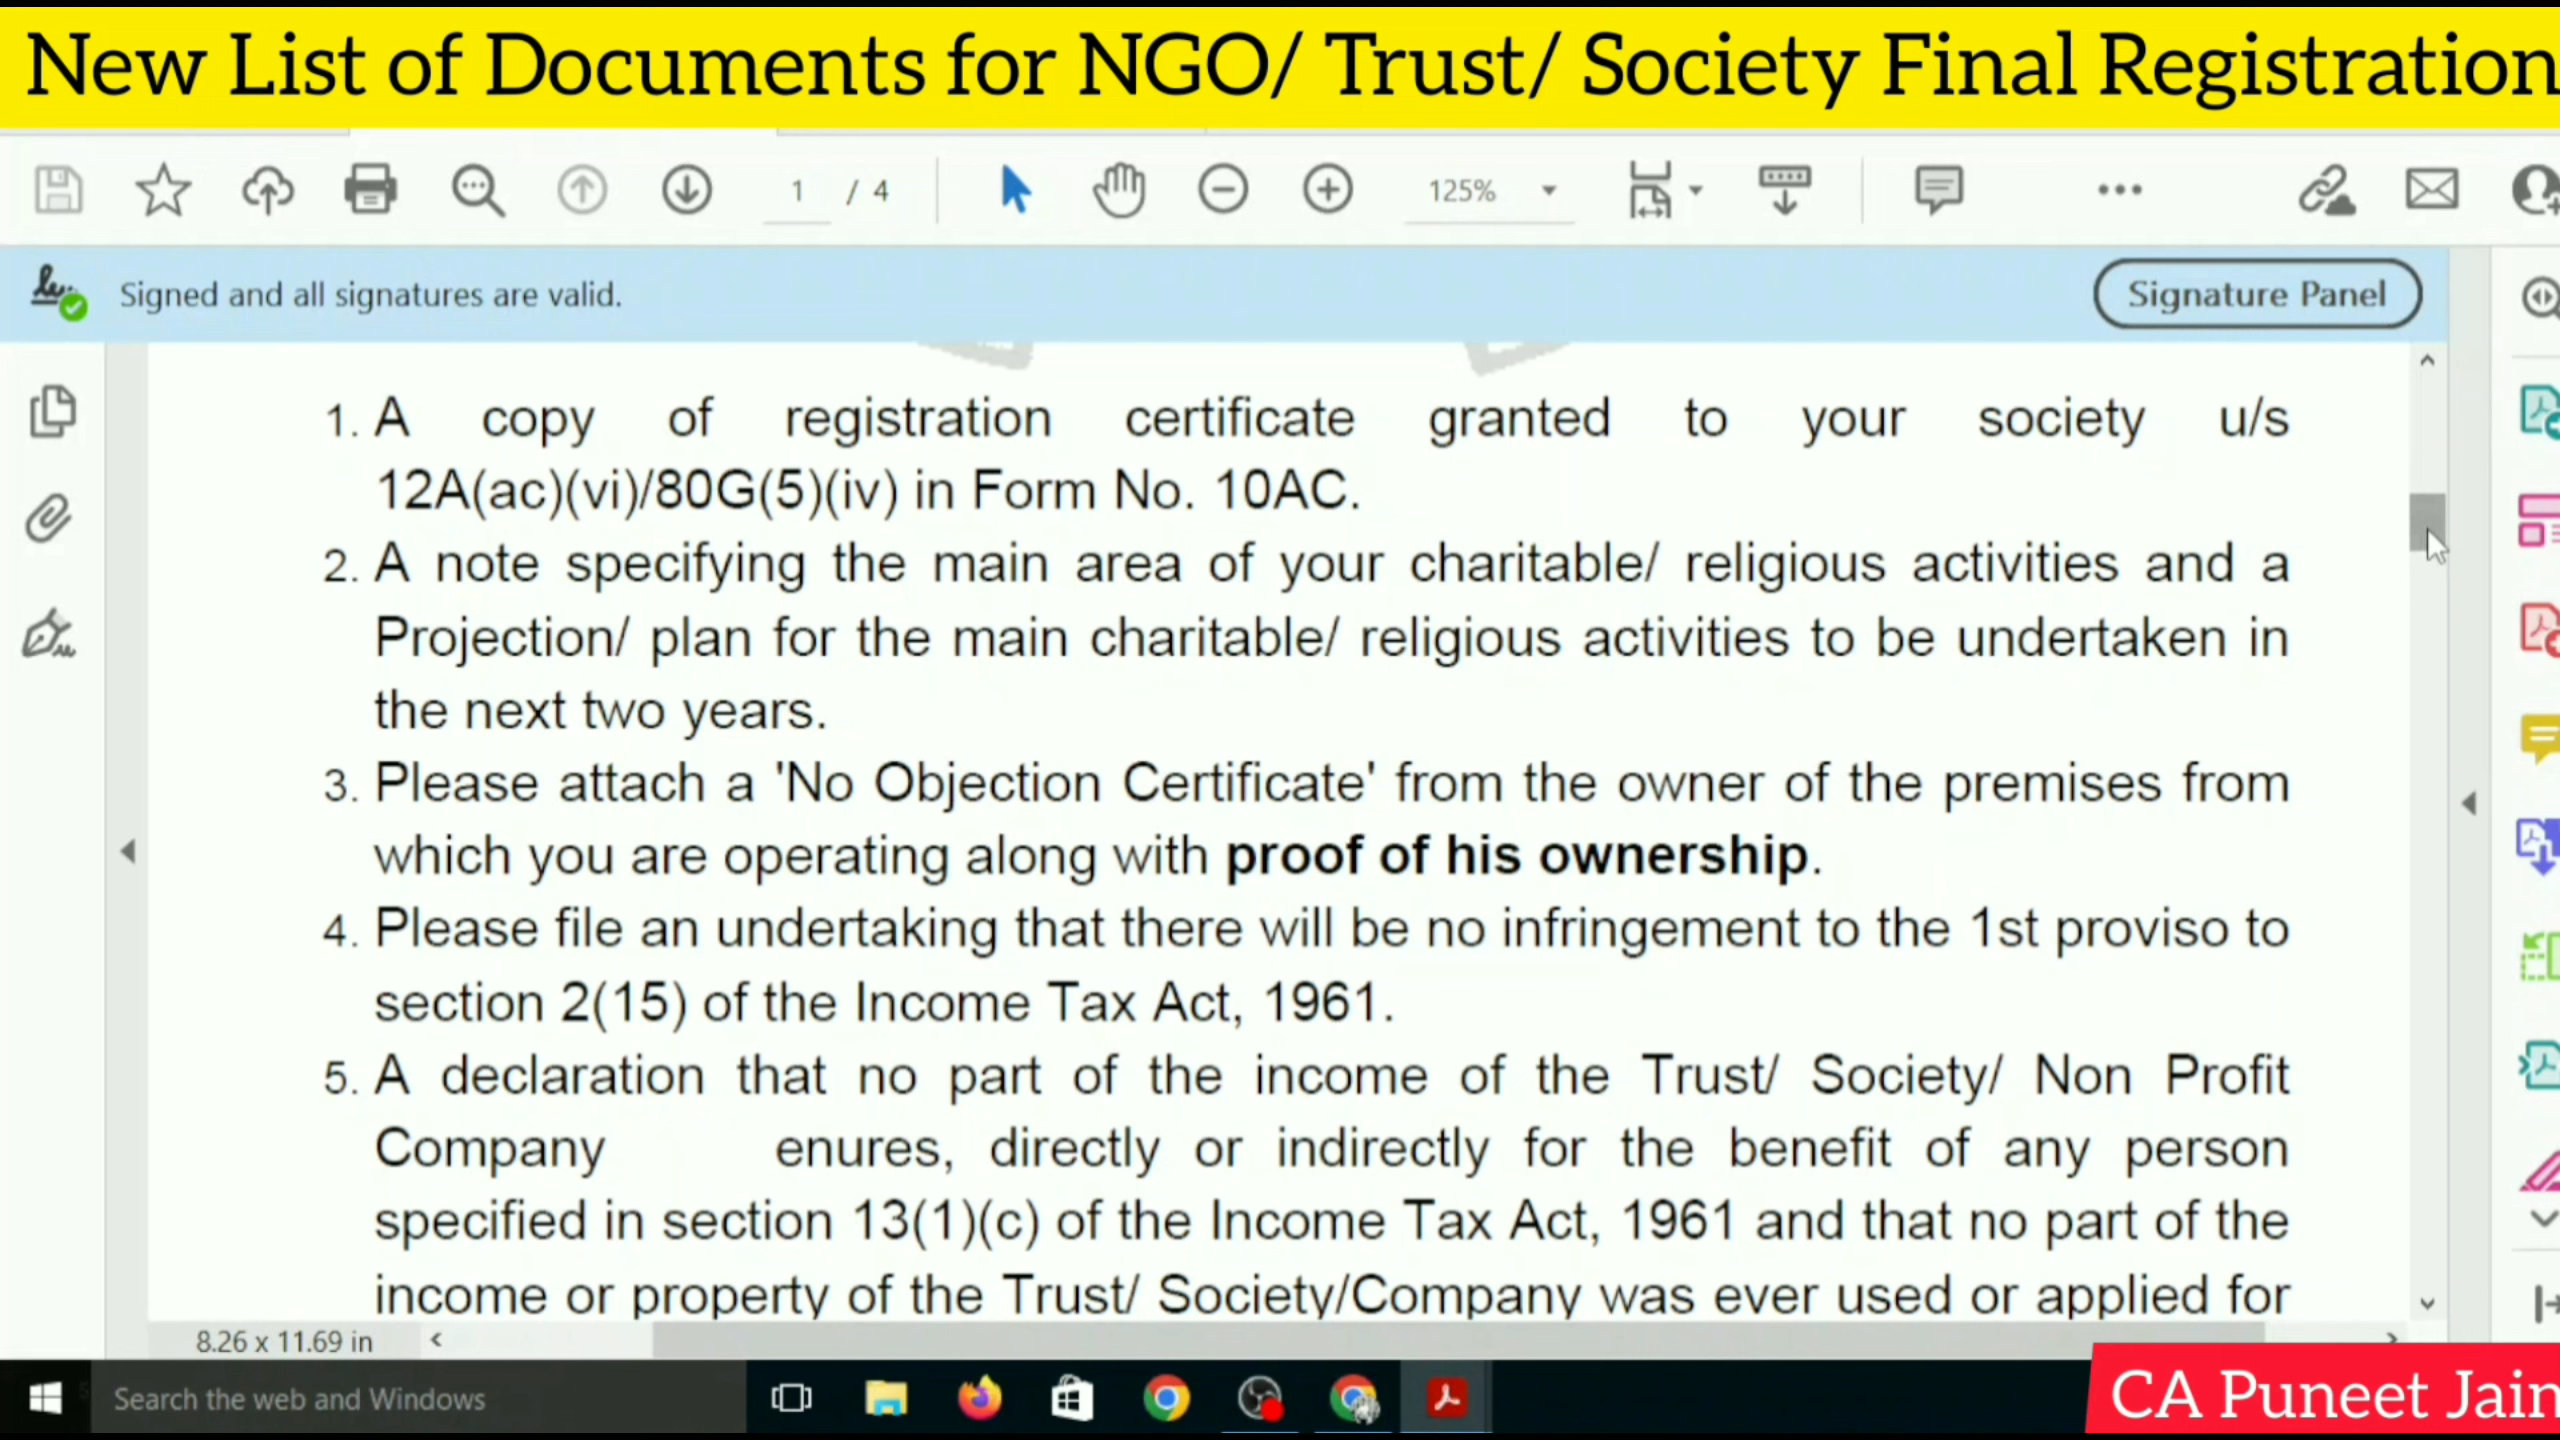 New List of Documents for NGO/ Trust/ Society Final Registration
1 / 4
125%
Signed and all signatures are valid.
Signature Panel
1. A copy of registration certificate granted to your society u/s
12A(ac)(vi)/80G(5)(iv) in Form No. 10AC.
2. A note specifying the main area of your charitable/ religious activities and a
Projection/ plan for the main charitable/ religious activities to be undertaken in
the next two years.
3. Please attach a 'No Objection Certificate' from the owner of the premises from
which you are operating along with proof of his ownership.
4. Please file an undertaking that there will be no infringement to the 1st proviso to
section 2(15) of the Income Tax Act, 1961.
5. A declaration that no part of the income of the Trust/ Society/ Non Profit
Company enures, directly or indirectly for the benefit of any person
specified in section 13(1)(c) of the Income Tax Act, 1961 and that no part of the
income or property of the Trust/ Society/Company was ever used or applied for
8.26 x 11.69 in
Search the web and Windows
CA Puneet Jain